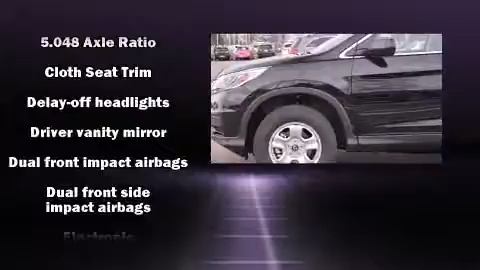 5.048 Axle Ratio
Cloth Seat Trim
Delay-off headlights
Driver vanity mirror
Dual front impact airbags
Dual front side
impact airbags
Electronic